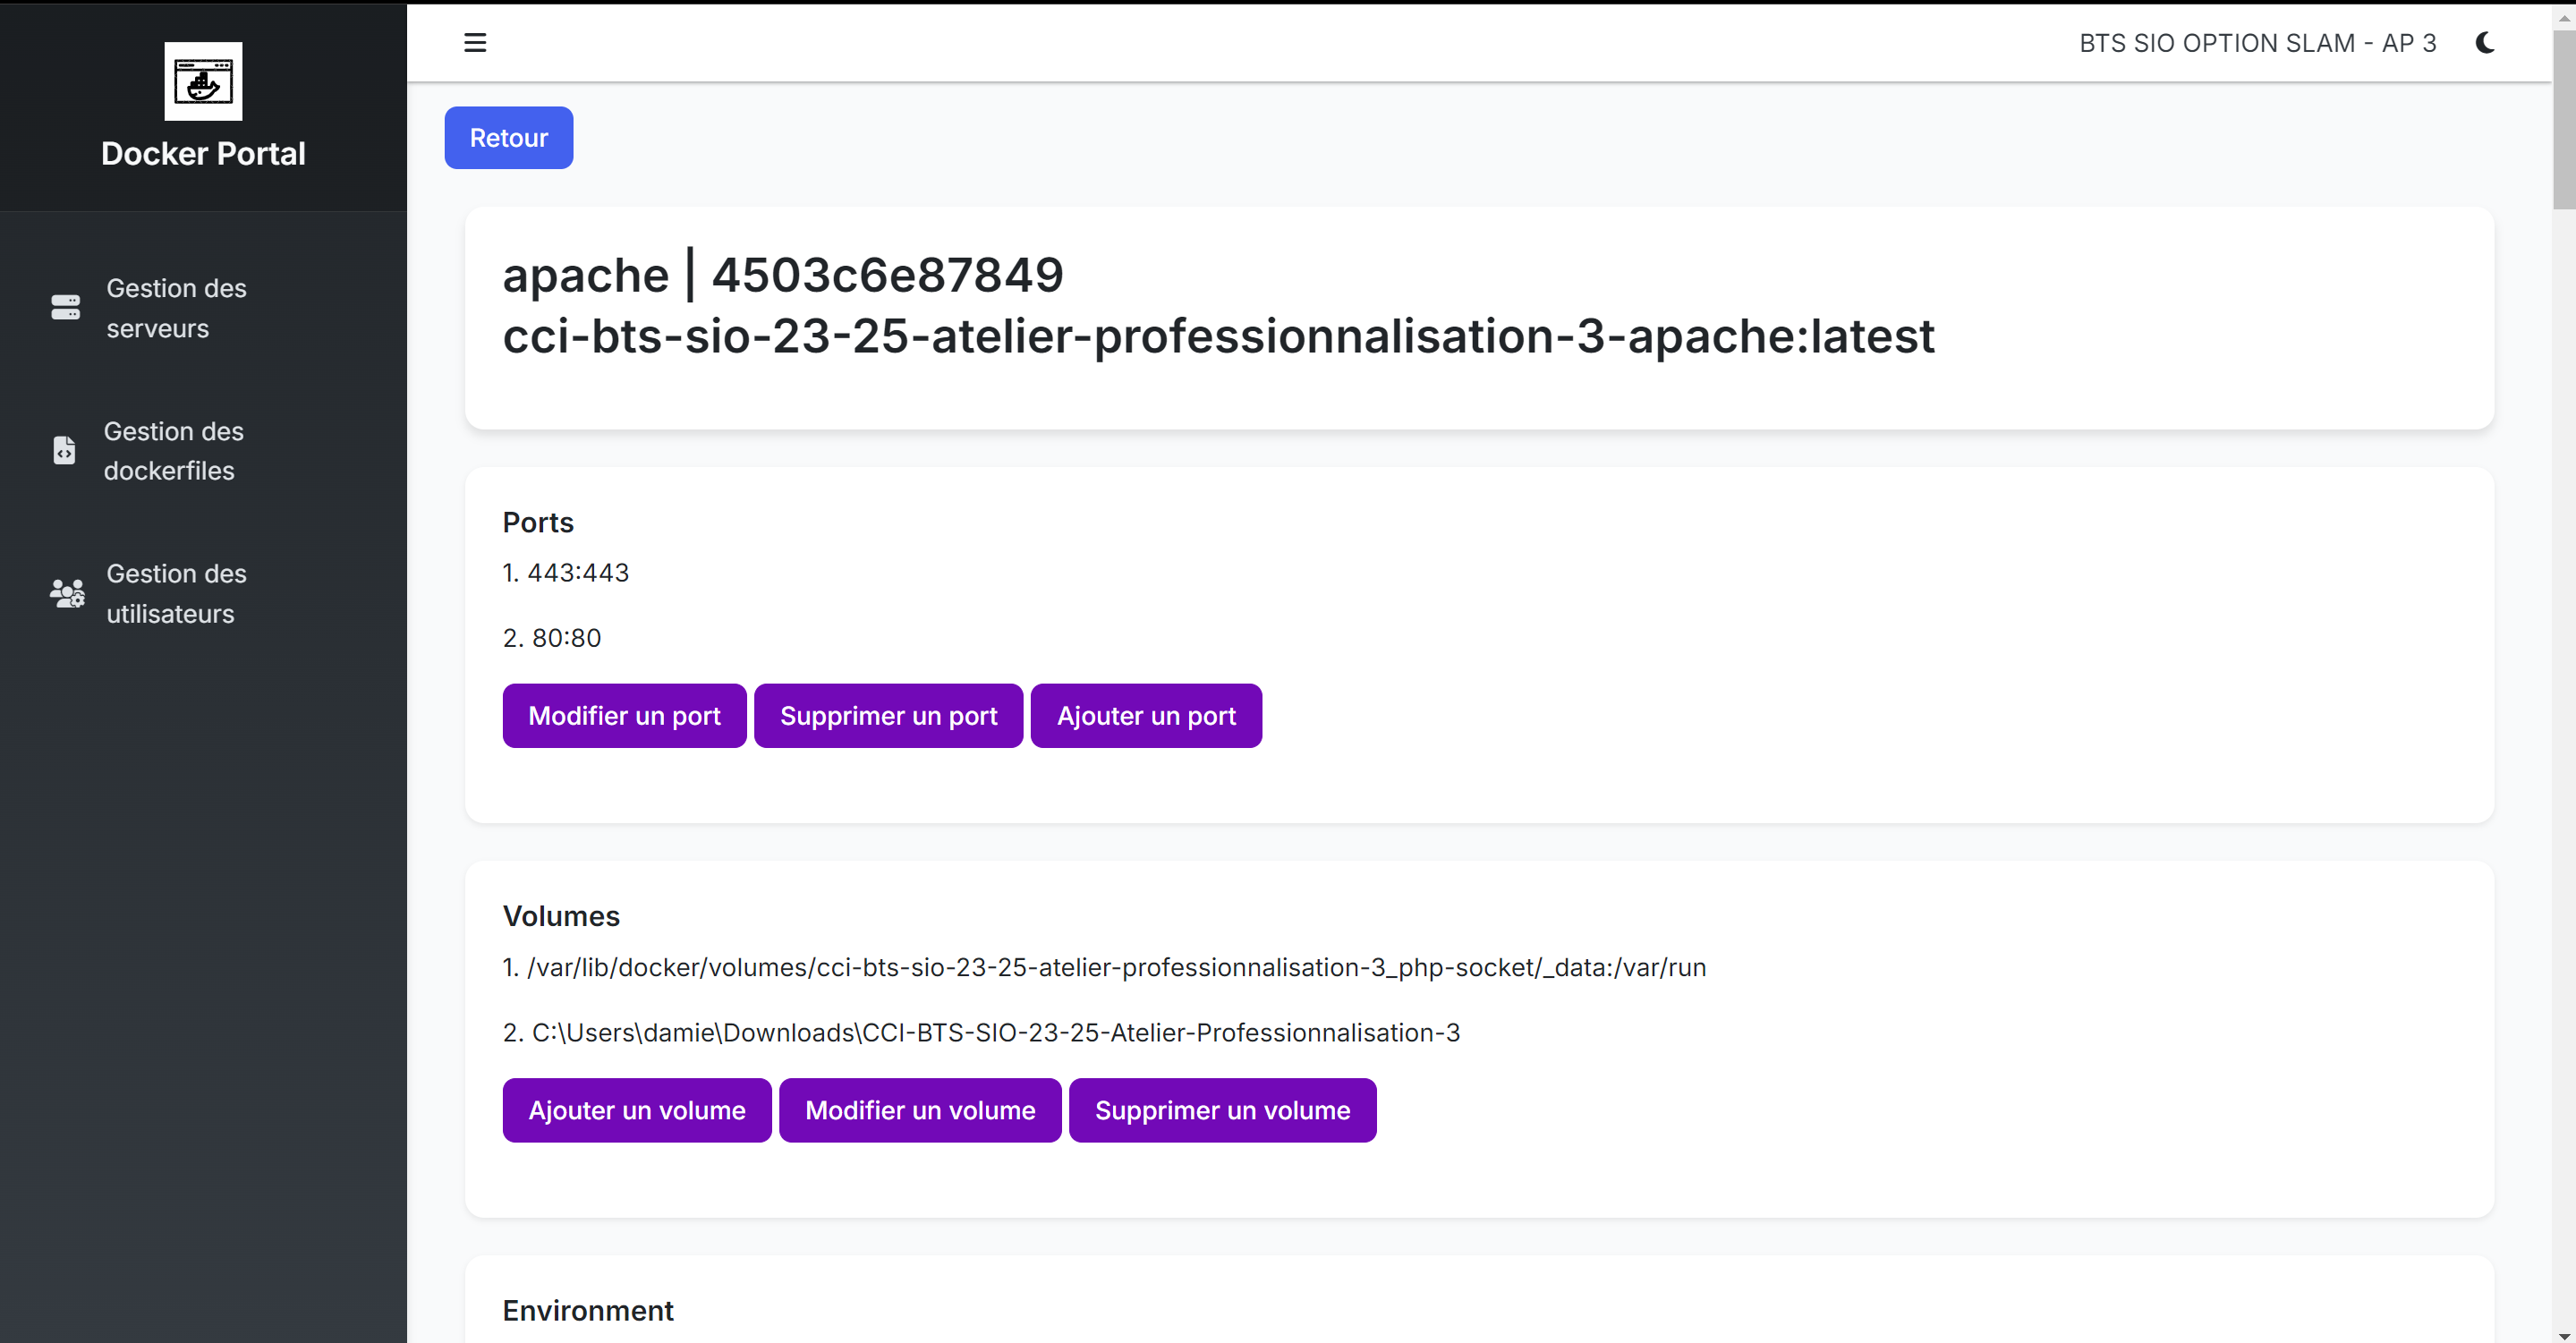 Docker Portal
Gestion des
serveurs
Gestion des
dockerfiles
Gestion des
utilisateurs
BTS SIO OPTION SLAM - AP 3
Retour
apache | 4503c6e87849
cci-bts-sio-23-25-atelier-professionnalisation-3-apache:latest
Ports
1. 443:443
2. 80:80
Modifier un port
Supprimer un port
Ajouter un port
Volumes
1. /var/lib/docker/volumes/cci-bts-sio-23-25-atelier-professionnalisation-3_php-socket/_data:/var/run
2. C:\Users\damie\Downloads\CCI-BTS-SIO-23-25-Atelier-Professionnalisation-3
Ajouter un volume
Modifier un volume
Supprimer un volume
Environment